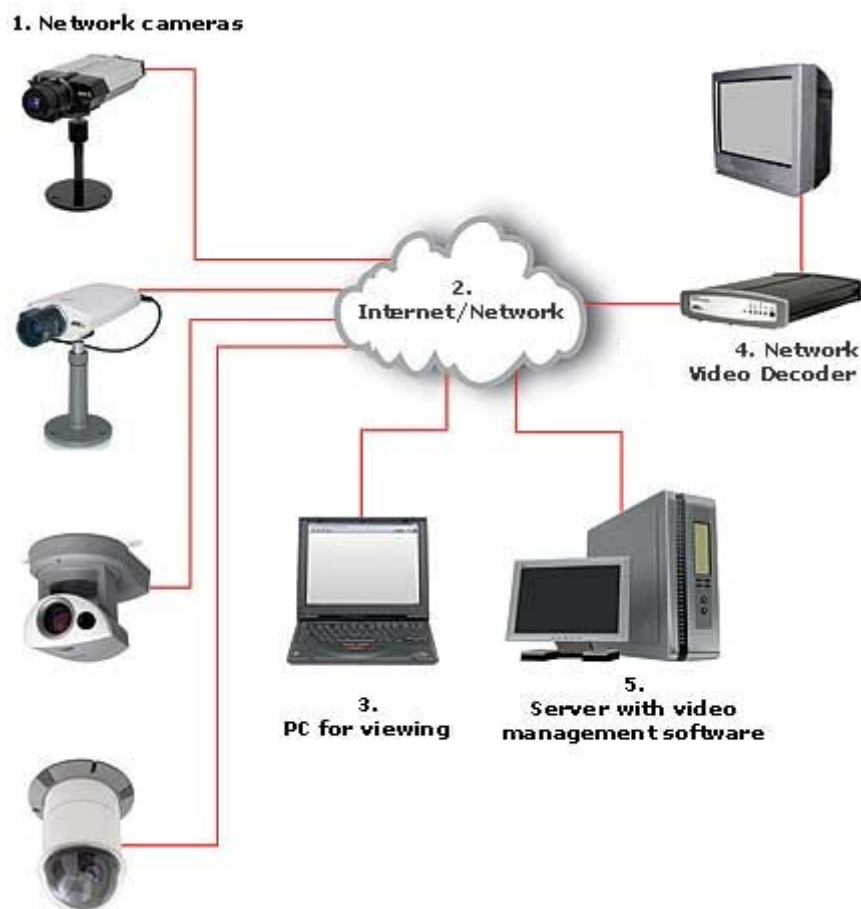 1. Network cameras
2.
Internet/Network
4. Network
Video Decoder
3.
PC for viewing
5.
Server with video
management software